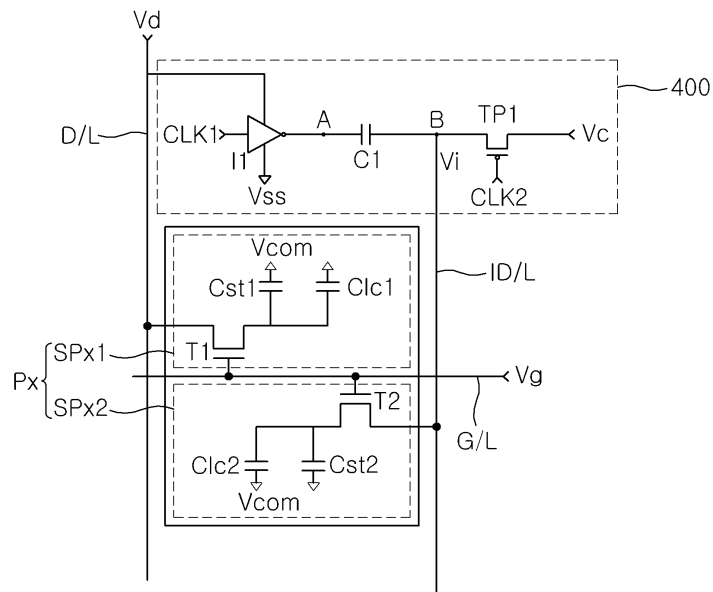 Vd
400
D/L
CLK1
I1
Vss
A
C1
B
Vi
TP1
Vc
CLK2
Vcom
Cst1
Clc1
ID/L
T1
SPx1
Px
SPx2
Vg
T2
G/L
Clc2
Cst2
Vcom